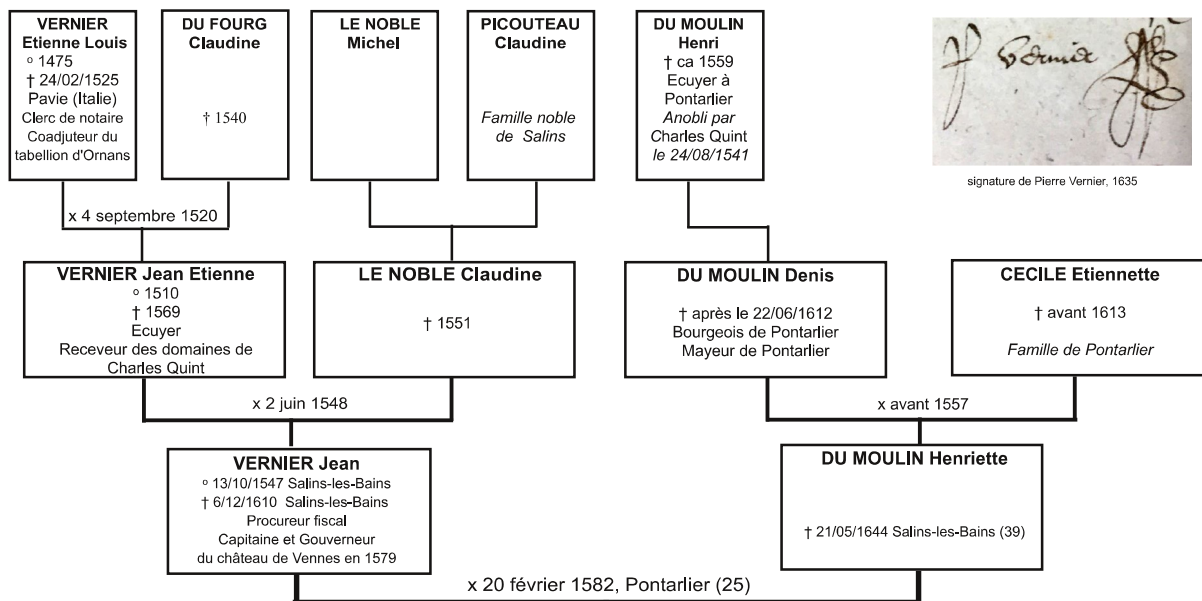 VERNIER
Etienne Louis
° 1475
† 24/02/1525
Pavie (Italie)
Clerc de notaire
Coadjuteur du
tabellion d'Ornans
DU FOURG
Claudine
† 1540
LE NOBLE
Michel
PICOUTEAU
Claudine
Famille noble
de Salins
DU MOULIN
Henri
† ca 1559
Ecuyer à
Pontarlier
Anobli par
Charles Quint
le 24/08/1541
Vernier
signature de Pierre Vernier, 1635
x 4 septembre 1520
VERNIER Jean Etienne
° 1510
† 1569
Ecuyer
Receveur des domaines de
Charles Quint
LE NOBLE Claudine
† 1551
DU MOULIN Denis
† après le 22/06/1612
Bourgeois de Pontarlier
Mayeur de Pontarlier
CECILE Etiennette
† avant 1613
Famille de Pontarlier
x 2 juin 1548
x avant 1557
VERNIER Jean
° 13/10/1547 Salins-les-Bains
† 6/12/1610 Salins-les-Bains
Procureur fiscal
Capitaine et Gouverneur
du château de Vennes en 1579
DU MOULIN Henriette
† 21/05/1644 Salins-les-Bains (39)
x 20 février 1582, Pontarlier (25)